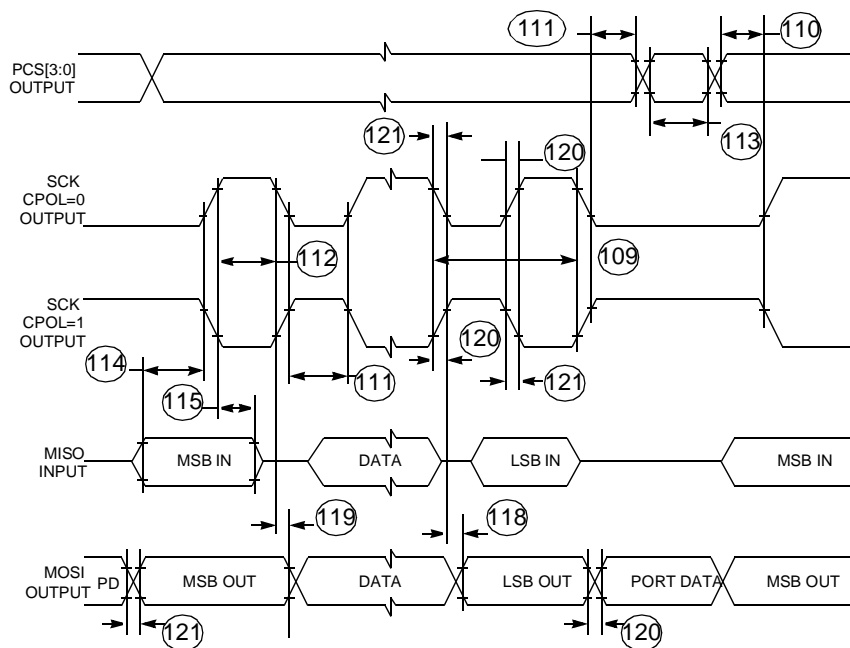 111
110
PCS[3:0]
OUTPUT
121
120
113
SCK
CPOL=0
OUTPUT
112
109
SCK
CPOL=1
OUTPUT
114
120
111
121
115
MISO
INPUT
MSB IN
DATA
LSB IN
MSB IN
119
118
MOSI
OUTPUT
PD
MSB OUT
DATA
LSB OUT
PORT DATA
MSB OUT
121
120